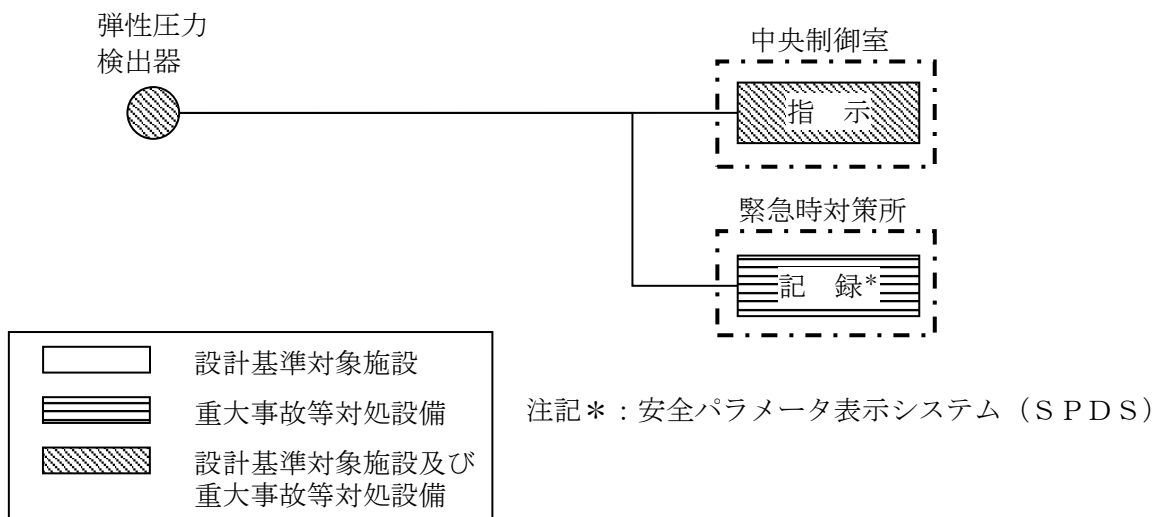 弾性圧力
検出器
中央制御室
指　示
緊急時対策所
記　録*
設計基準対象施設
重大事故等対処設備
設計基準対象施設及び
重大事故等対処設備
注記＊：安全パラメータ表示システム（ＳＰＤＳ）